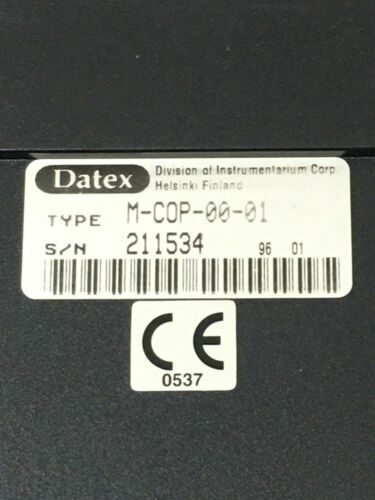 Datex
Division of Instrumentarium Corp
Helsinki Finland
TYPE M-COP-00-01
S/N 211534 96 01
CE
0537